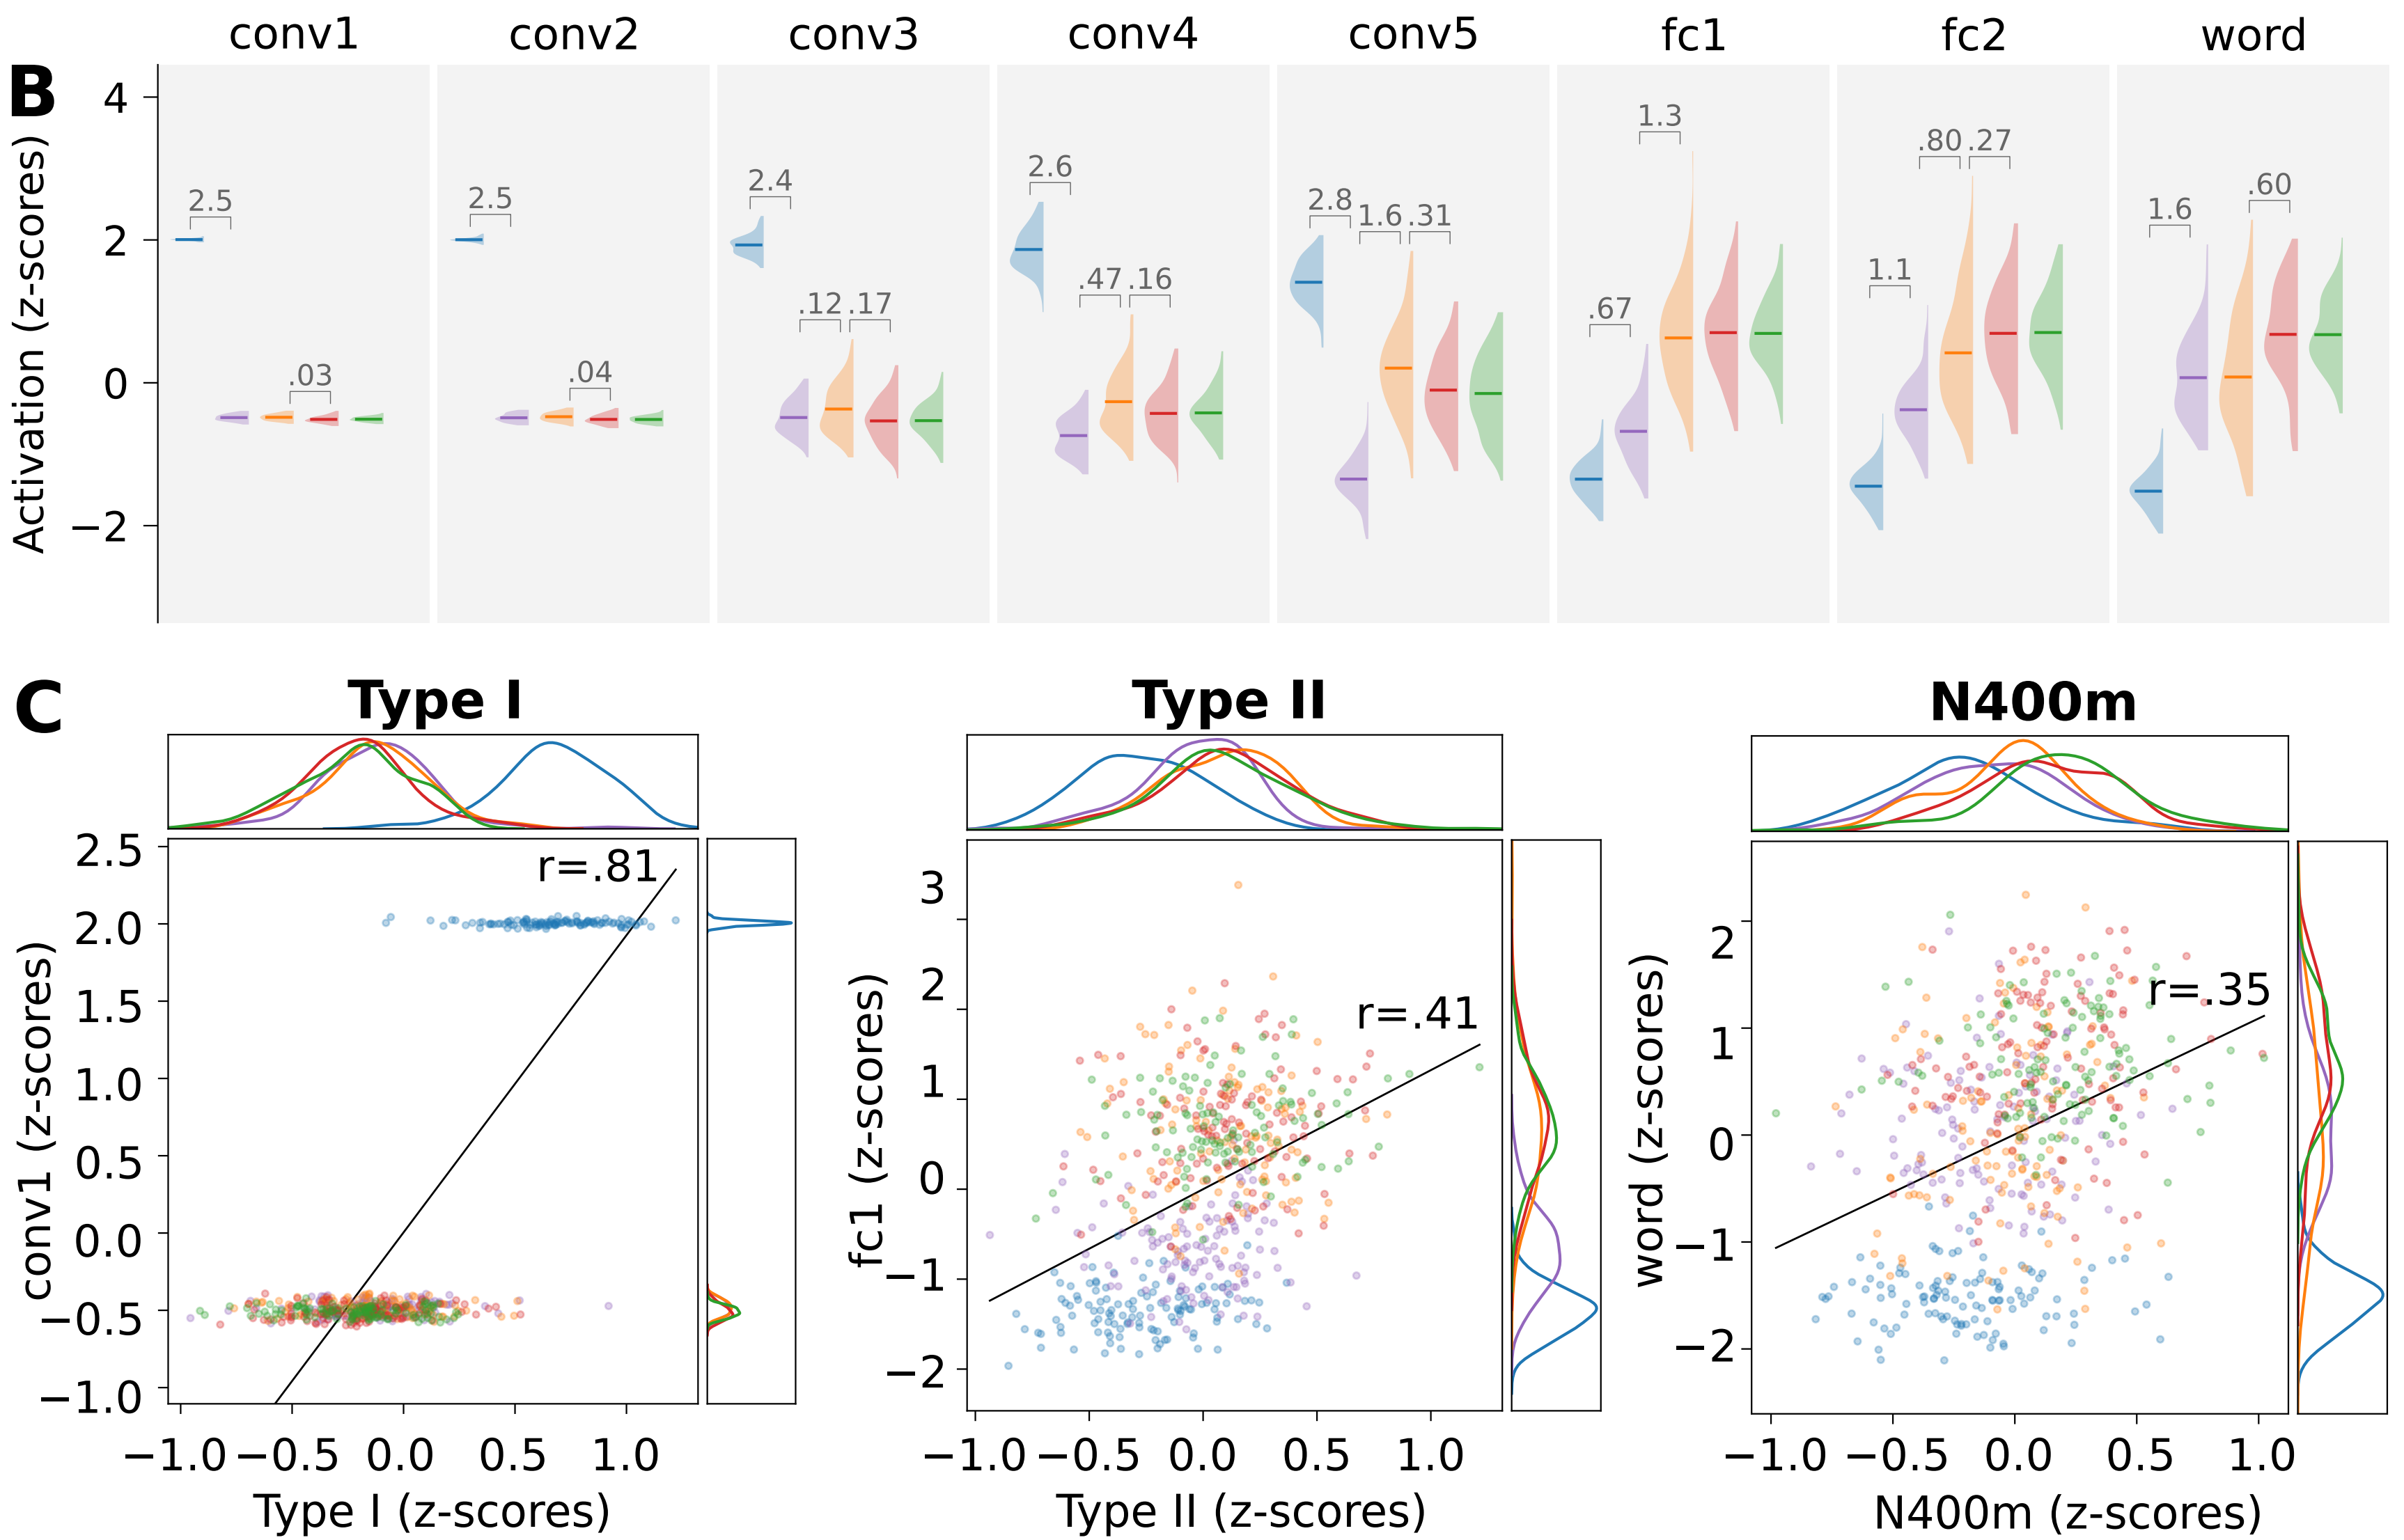 conv1 conv2 conv3 conv4 conv5 fc1 fc2 word
B
Activation (z-scores)
4
2
0
−2
2.5
.03
2.5
.04
2.4
.12 .17
2.6
.47 .16
2.8
1.6 .31
.67
1.3
1.1
.80 .27
1.6
.60
C
Type I
r=.81
conv1 (z-scores)
2.5
2.0
1.5
1.0
0.5
0.0
−0.5
−1.0
−1.0 −0.5 0.0 0.5 1.0
Type I (z-scores)
Type II
r=.41
fc1 (z-scores)
3
2
1
0
−1
−2
−1.0 −0.5 0.0 0.5 1.0
Type II (z-scores)
N400m
r=.35
word (z-scores)
2
1
0
−1
−2
−1.0 −0.5 0.0 0.5 1.0
N400m (z-scores)